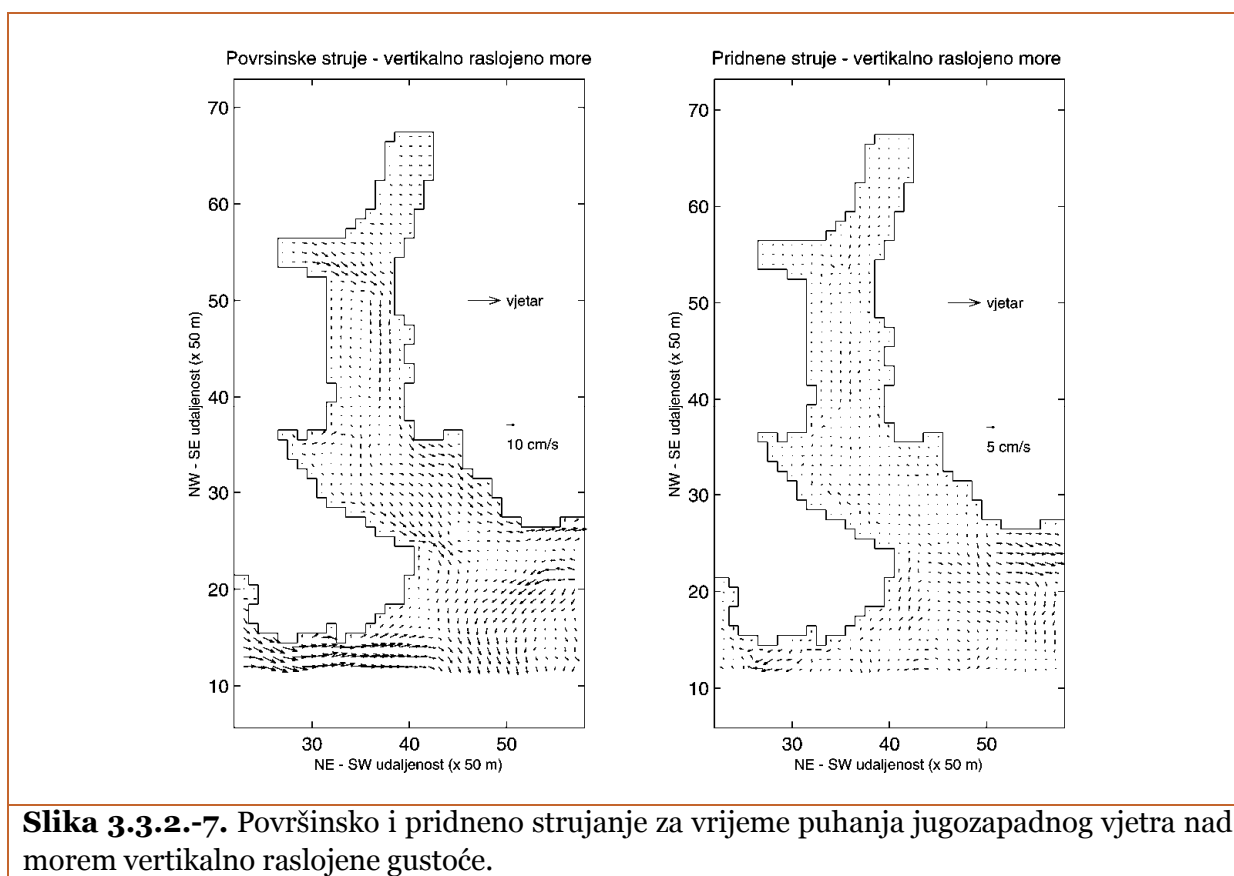 Povrsinske struje - vertikalno raslojeno more
70
60
50
40
30
20
10
30
40
50
NW - SE udaljenost (x 50 m)
NE - SW udaljenost (x 50 m)
vjetar
10 cm/s
Pridnene struje - vertikalno raslojeno more
70
60
50
40
30
20
10
30
40
50
NW - SE udaljenost (x 50 m)
NE - SW udaljenost (x 50 m)
vjetar
5 cm/s
Slika 3.3.2.-7. Površinsko i pridneno strujanje za vrijeme puhanja jugozapadnog vjetra nad
morem vertikalno raslojene gustoće.